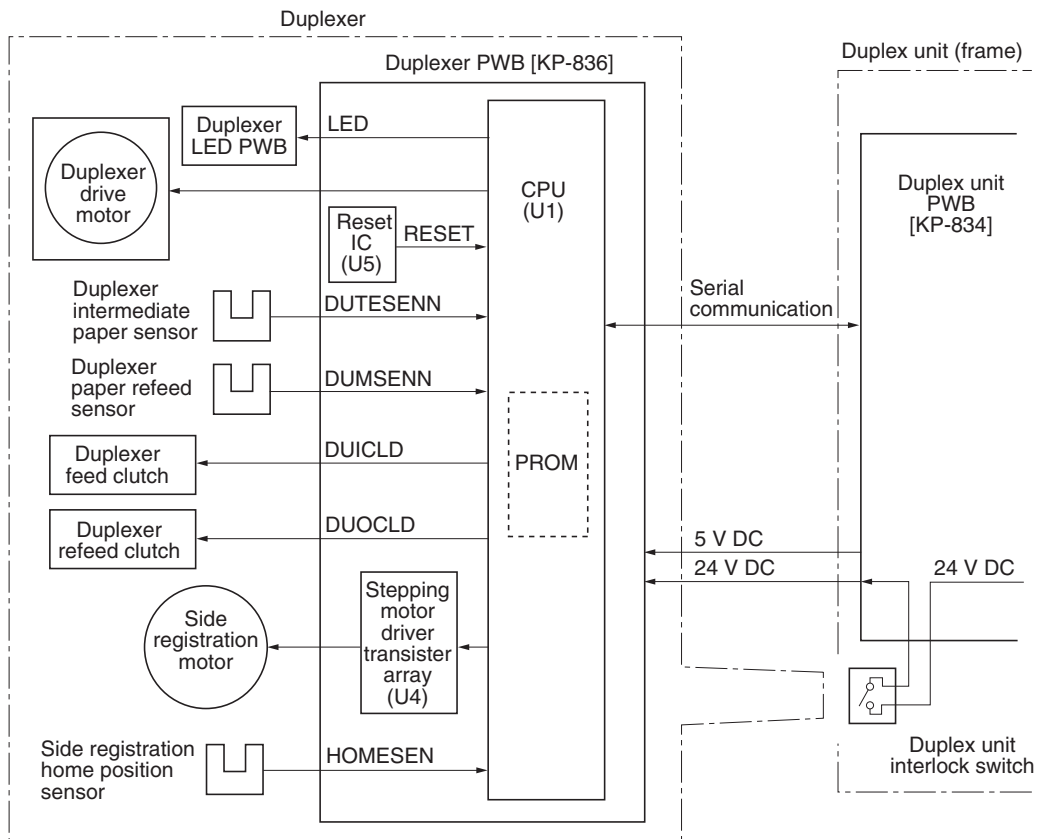 Duplexer
Duplexer PWB [KP-836]
Duplex unit (frame)
Duplexer
LED PWB
LED
Duplexer
drive
motor
CPU
(U1)
Duplex unit
PWB
[KP-834]
Reset
IC
(U5)
RESET
Duplexer
intermediate
paper sensor
DUTESENN
Serial
communication
Duplexer
paper refeed
sensor
DUMSENN
Duplexer
feed clutch
DUICLD
PROM
Duplexer
refeed clutch
DUOCLD
5 V DC
24 V DC
24 V DC
Side
registration
motor
Stepping
motor
driver
transister
array
(U4)
Side registration
home position
sensor
HOMESEN
Duplex unit
interlock switch